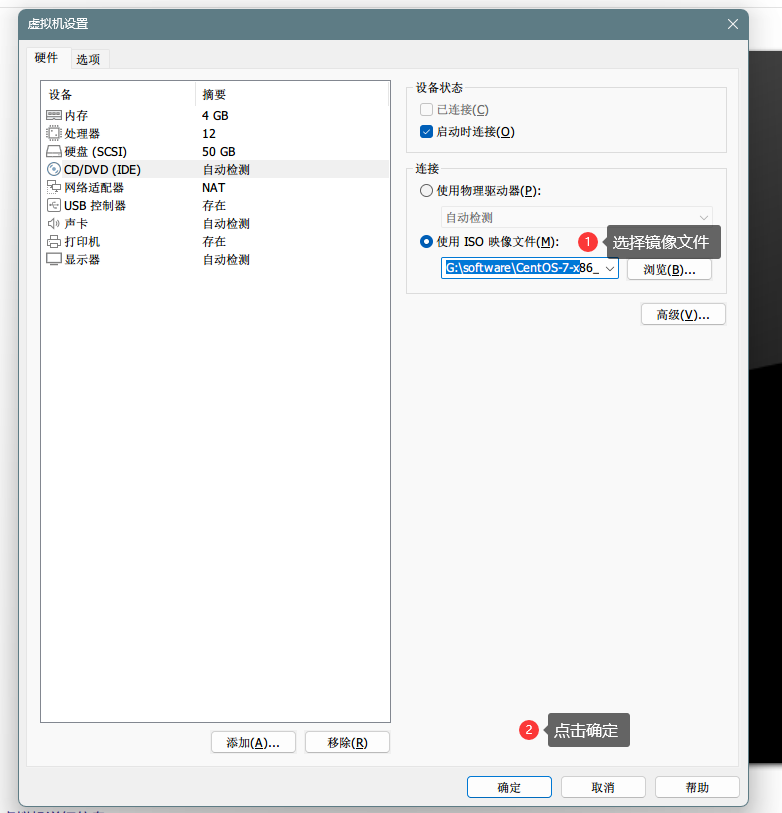 虚拟机设置
硬件 选项
设备 摘要
内存 4 GB
处理器 12
硬盘 (SCSI) 50 GB
CD/DVD (IDE) 自动检测
网络适配器 NAT
USB 控制器 存在
声卡 自动检测
打印机 存在
显示器 自动检测
添加(A)... 移除(R)
设备状态
已连接(C)
启动时连接(O)
连接
使用物理驱动器(P):
自动检测
使用 ISO 映像文件(M): 1 选择镜像文件
G:\software\CentOS-7-x86_ 浏览(B)...
高级(V)...
2 点击确定
确定 取消 帮助